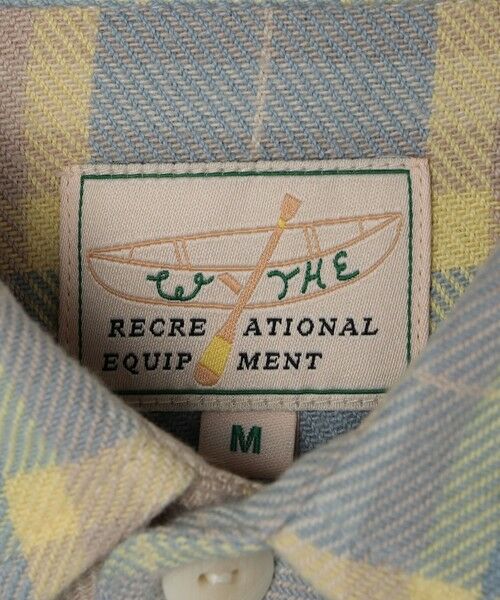 WYTHE
RECREATIONAL
EQUIPMENT
M